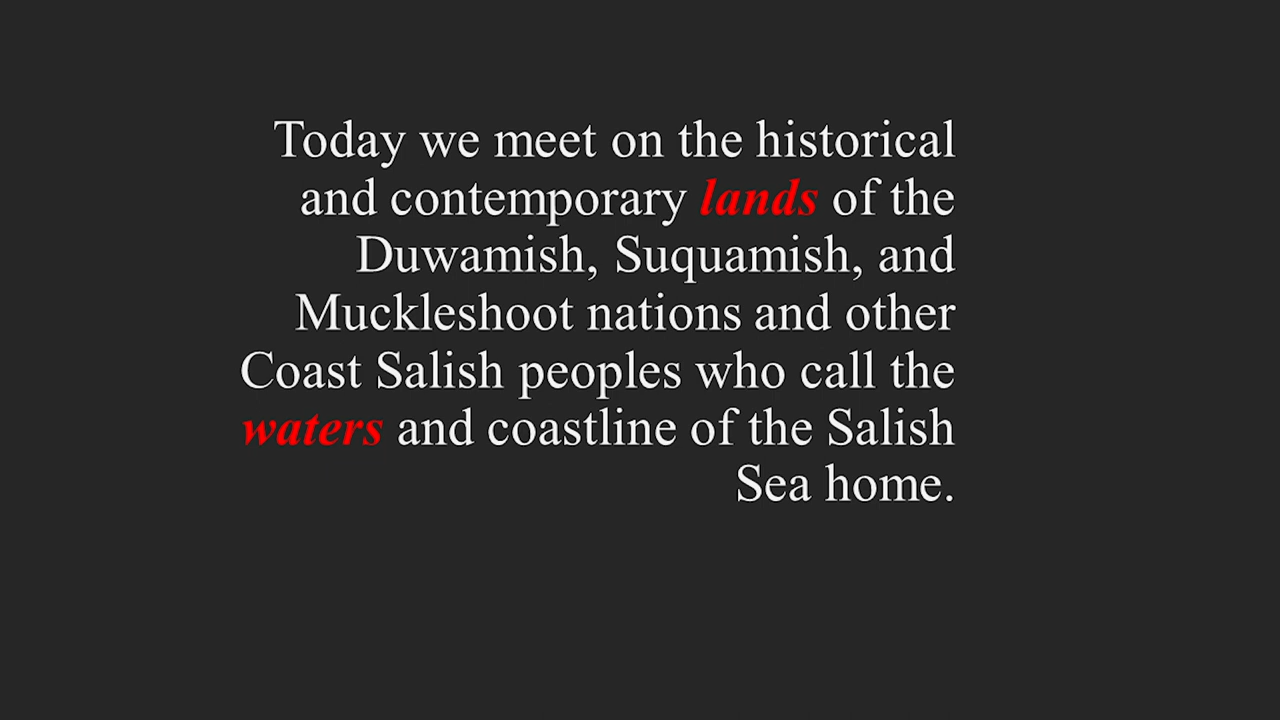 Today we meet on the historical
and contemporary lands of the
Duwamish, Suquamish, and
Muckleshoot nations and other
Coast Salish peoples who call the
waters and coastline of the Salish
Sea home.